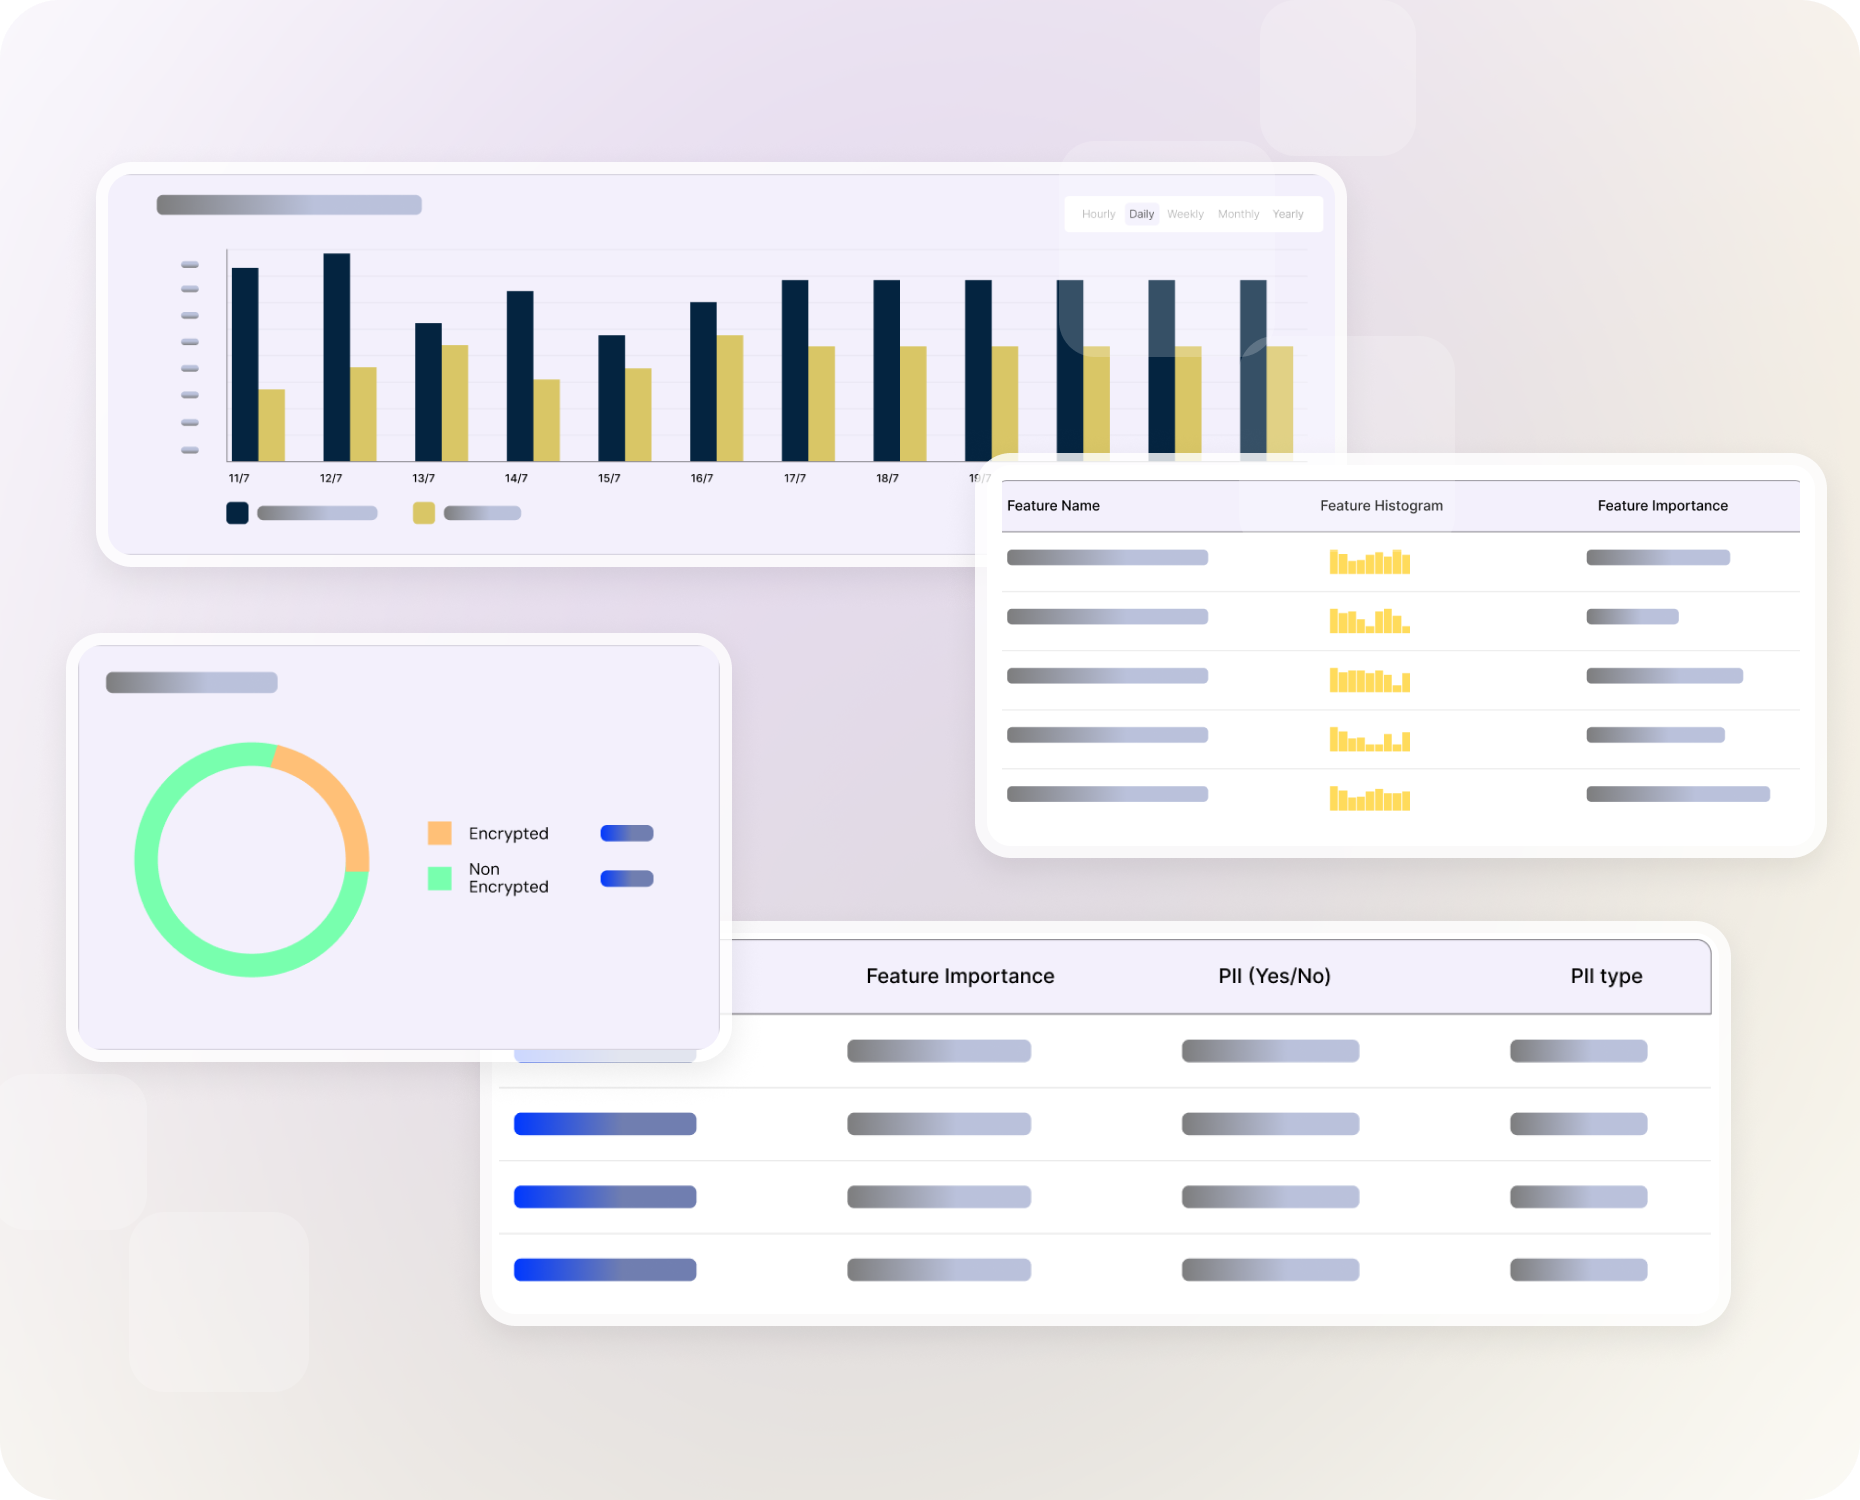 Hourly Daily Weekly Monthly Yearly
11/7 12/7 13/7 14/7 15/7 16/7 17/7 18/7 19/7
Feature Name Feature Histogram Feature Importance
Encrypted
Non
Encrypted
Feature Importance PII (Yes/No) PII type